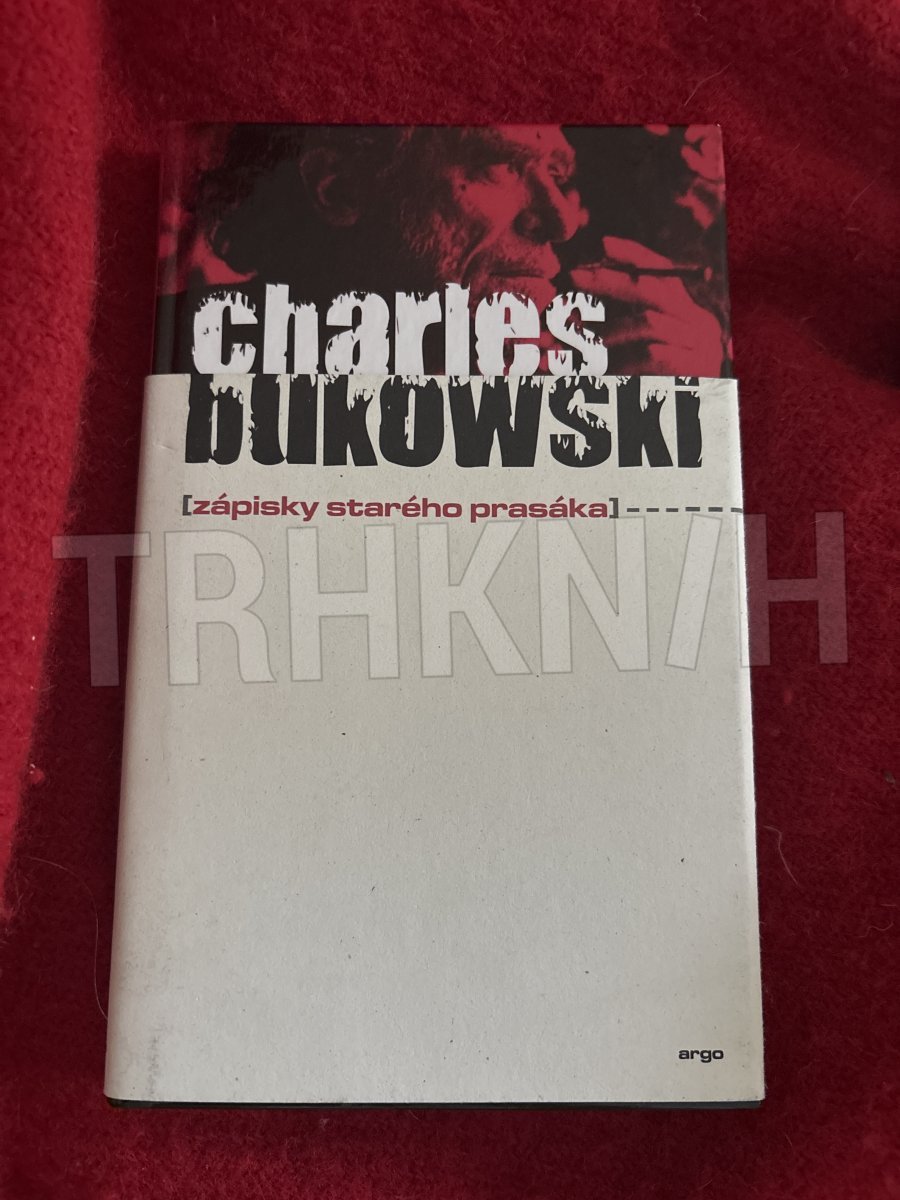 charles
bukowski
[zápisky starého prasáka]------
TRHKNIH
argo